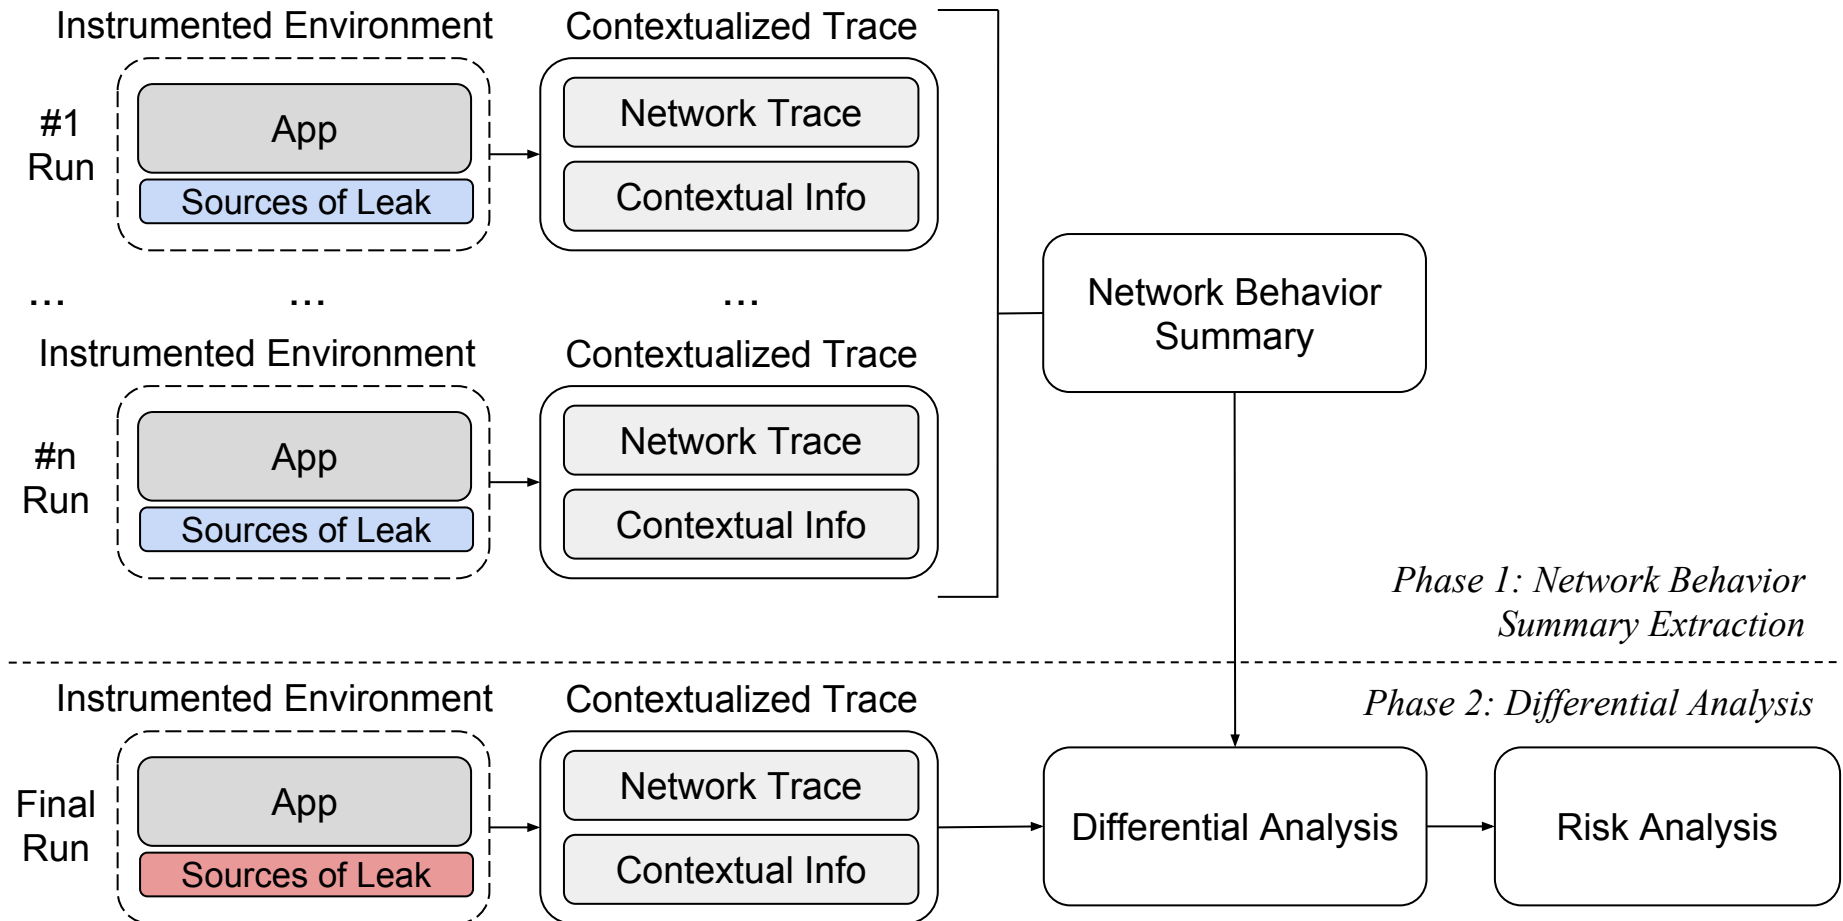 Instrumented Environment
Contextualized Trace
#1
Run
App
Sources of Leak
Network Trace
Contextual Info
...
...
...
Network Behavior
Summary
Instrumented Environment
Contextualized Trace
#n
Run
App
Sources of Leak
Network Trace
Contextual Info
Phase 1: Network Behavior
Summary Extraction
Instrumented Environment
Contextualized Trace
Phase 2: Differential Analysis
Final
Run
App
Sources of Leak
Network Trace
Contextual Info
Differential Analysis
Risk Analysis